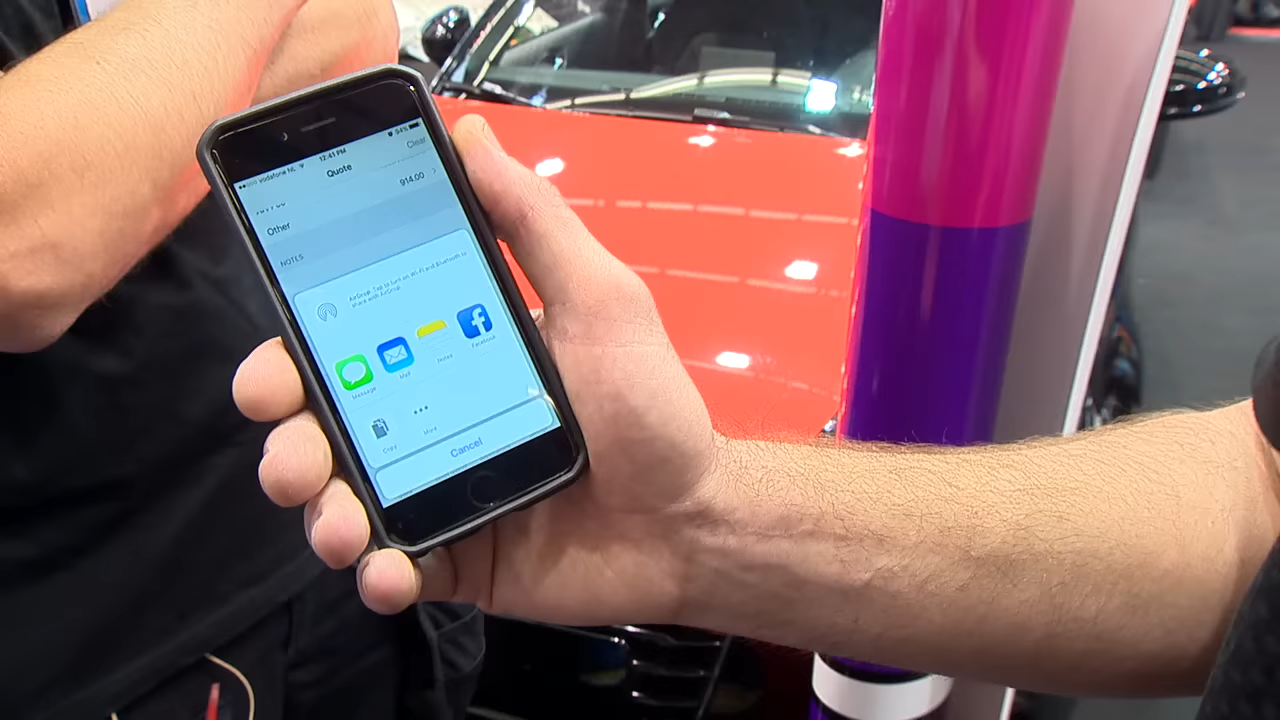 vodafone NL 12:41 PM 94%
Quote Clear
914.00
Other
NOTES
AirDrop. Tap to turn on Wi-Fi and Bluetooth to
share with AirDrop.
Message Mail Notes Facebook
Copy More
Cancel